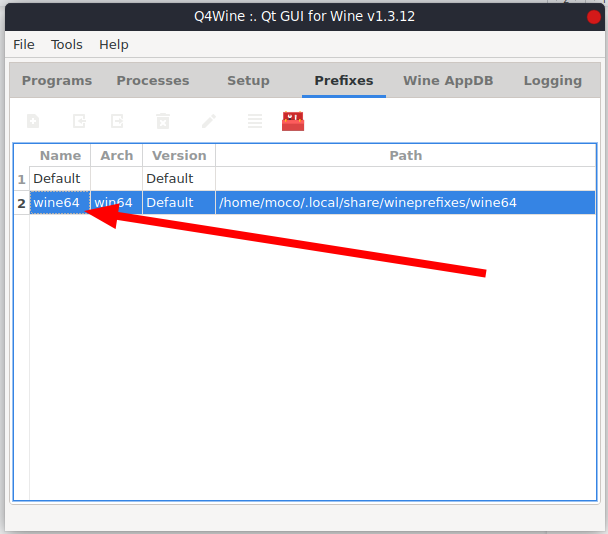 Q4Wine :. Qt GUI for Wine v1.3.12
File Tools Help
Programs Processes Setup Prefixes Wine AppDB Logging
Name Arch Version Path
1 Default Default
2 wine64 win64 Default /home/moco/.local/share/wineprefixes/wine64